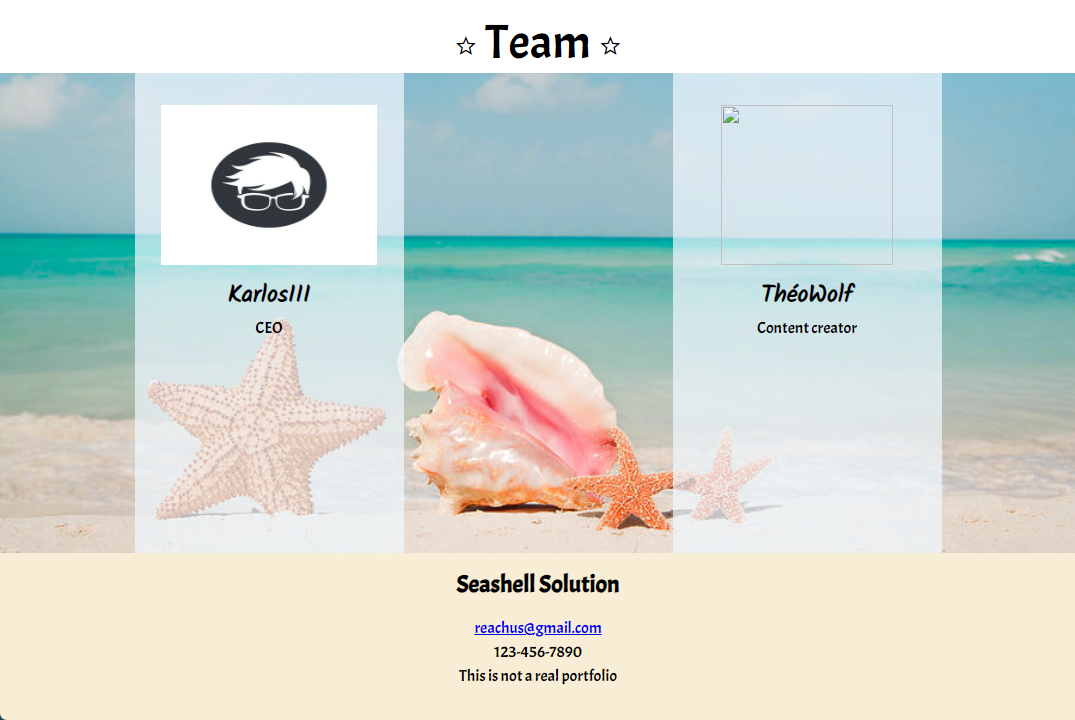 ☆ Team ☆
KarlosIII
CEO
ThéoWolf
Content creator
Seashell Solution
reachus@gmail.com
123-456-7890
This is not a real portfolio